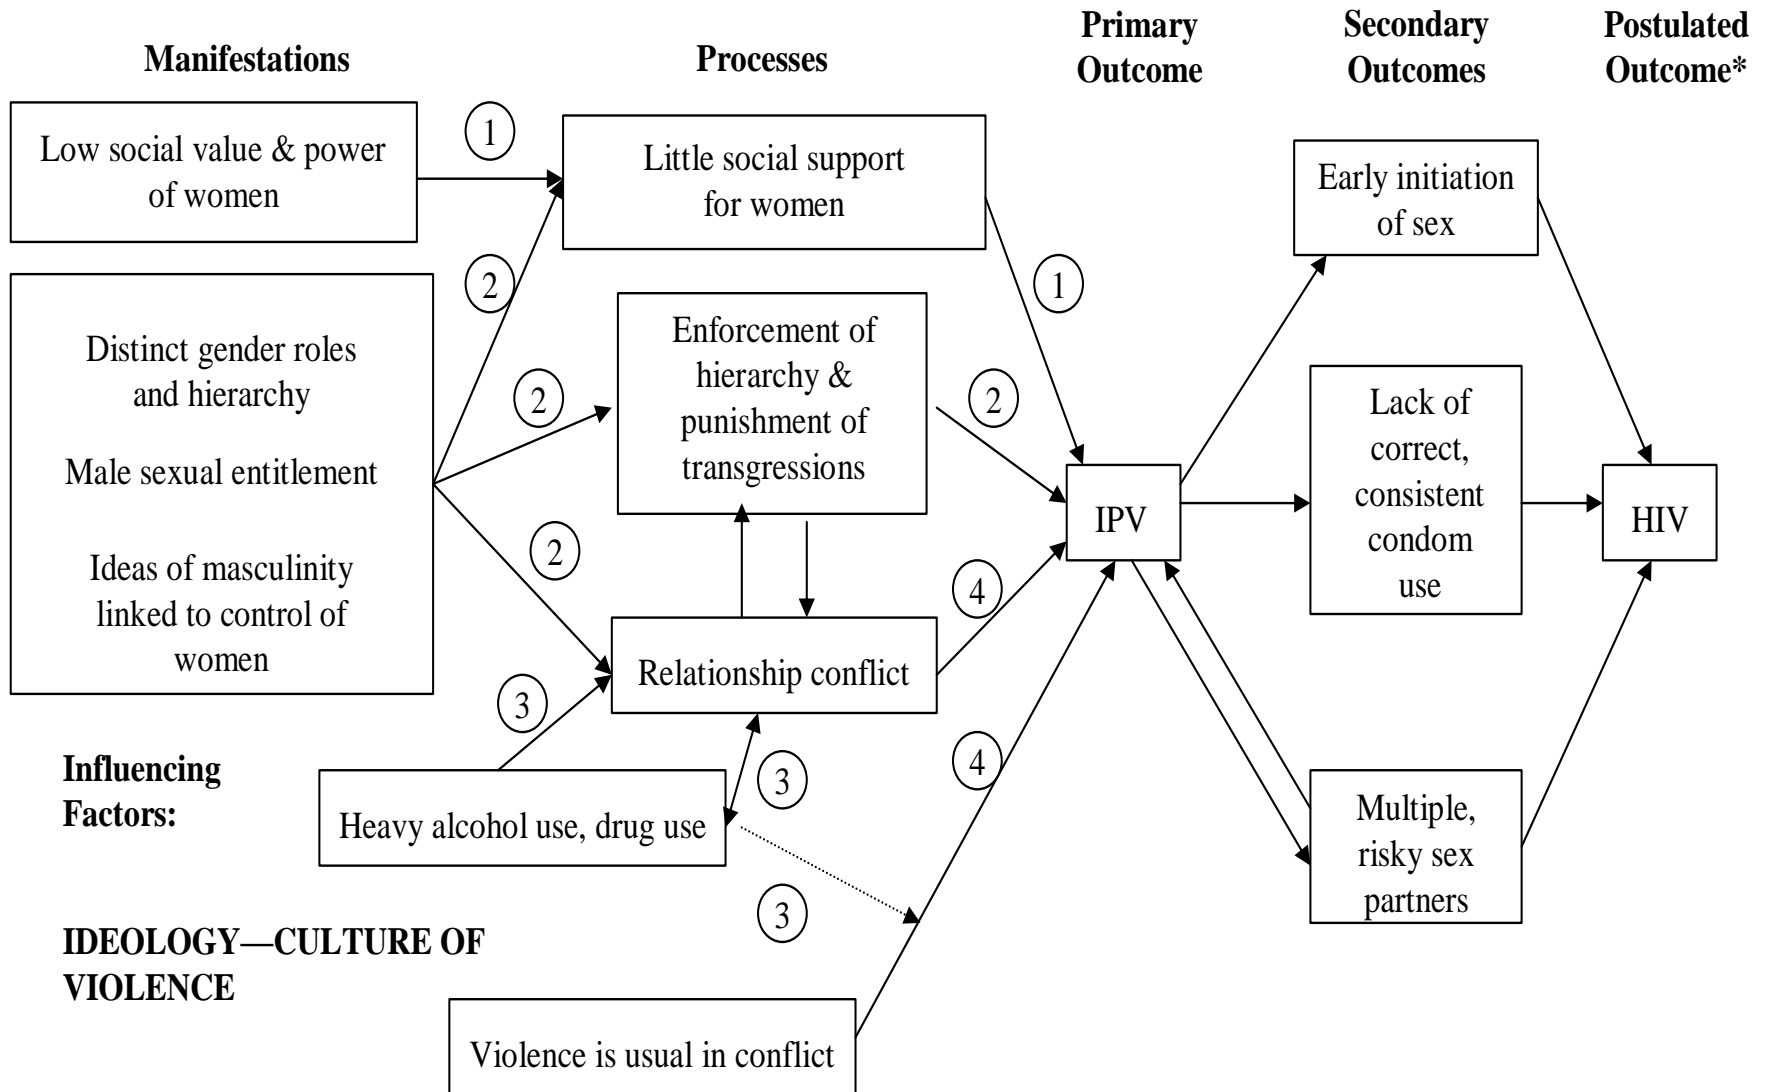 Manifestations
Processes
Primary
Outcome
Secondary
Outcomes
Postulated
Outcome*
Low social value & power
of women
1
Little social support
for women
Early initiation
of sex
2
1
Distinct gender roles
and hierarchy
Male sexual entitlement
Ideas of masculinity
linked to control of
women
2
Enforcement of
hierarchy &
punishment of
transgressions
2
IPV
Lack of
correct,
consistent
condom
use
HIV
2
4
Relationship conflict
3
Influencing
Factors:
Heavy alcohol use, drug use
3
4
3
Multiple,
risky sex
partners
IDEOLOGY—CULTURE OF
VIOLENCE
Violence is usual in conflict